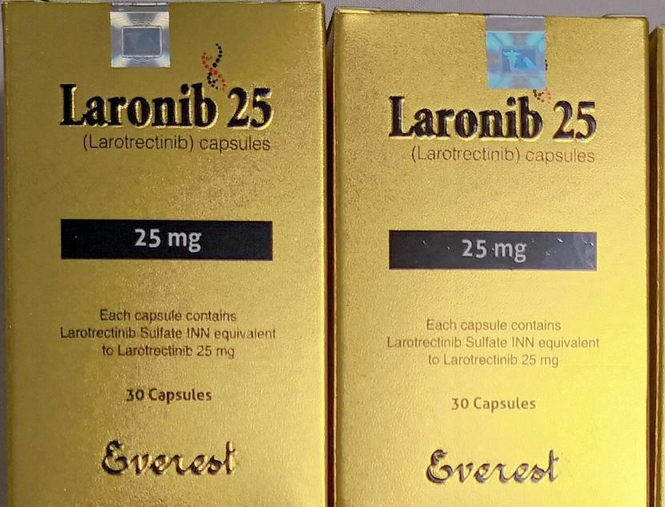 Laronib 25
(Larotrectinib) capsules
25 mg
Each capsule contains
Larotrectinib Sulfate INN equivalent
to Larotrectinib 25 mg
30 Capsules
Everest
Laronib 25
(Larotrectinib) capsules
25 mg
Each capsule contains
Larotrectinib Sulfate INN equivalent
to Larotrectinib 25 mg
30 Capsules
Everest